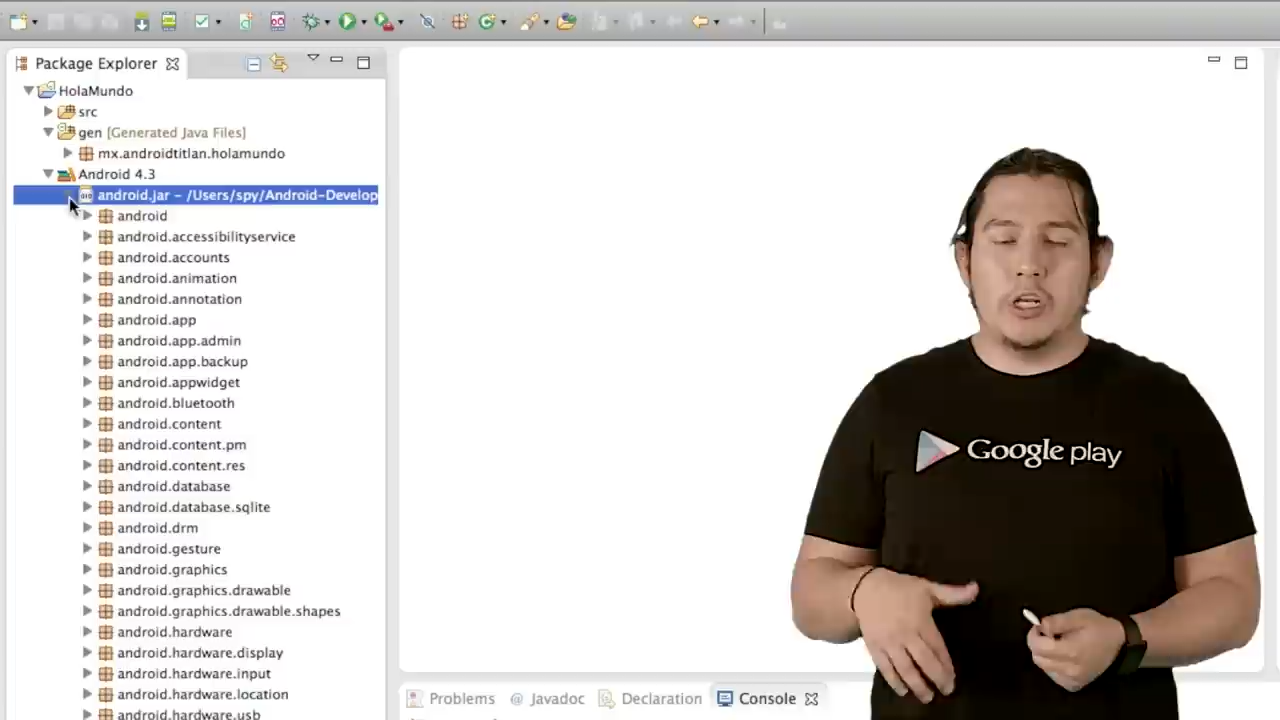 Package Explorer
HolaMundo
src
gen [Generated Java Files]
mx.androidtitlan.holamundo
Android 4.3
android.jar - /Users/spy/Android-Develop
android
android.accessibilityservice
android.accounts
android.animation
android.annotation
android.app
android.app.admin
android.app.backup
android.appwidget
android.bluetooth
android.content
android.content.pm
android.content.res
android.database
android.database.sqlite
android.drm
android.gesture
android.graphics
android.graphics.drawable
android.graphics.drawable.shapes
android.hardware
android.hardware.display
android.hardware.input
android.hardware.location
android.hardware.usb
Google play
Problems @ Javadoc Declaration Console